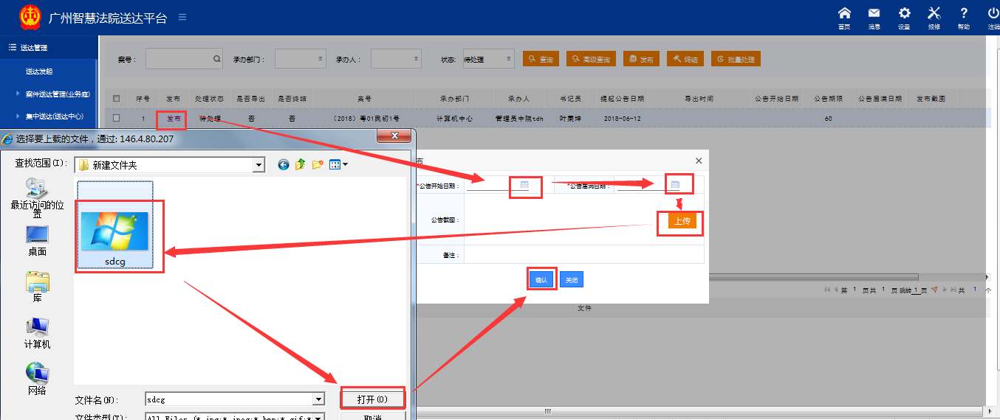 广州智慧法院送达平台
首页 消息 设置 报修 帮助 注销
送达管理
送达发起
案件送达管理(业务庭)
集中送达(送达中心)
案号： 承办部门： 承办人： 状态: 待处理 查询 高级查询 发布 终结 批量处理
序号 发布 处理状态 是否导出 是否终结 案号 承办部门 承办人 书记员 提起公告日期 导出时间 公告开始日期 公告期限 公告届满日期 发布截图
1 发布 待处理 否 否 （2018）粤01民初1号 计算机中心 管理员中院tdh 2018-06-12 60
选择要上载的文件，通过: 146.4.80.207
查找范围(I): 新建文件夹
最近访问的位置
桌面
库
计算机
网络
sdcg
文件名(N): sdcg 打开(O)
文件类型(T): 取消
布
*公告开始日期： *公告届满日期：
公告截图： 上传
备注：
确认 关闭
第 1 页共 1 页 跳转 1 页 共 1 个
文件